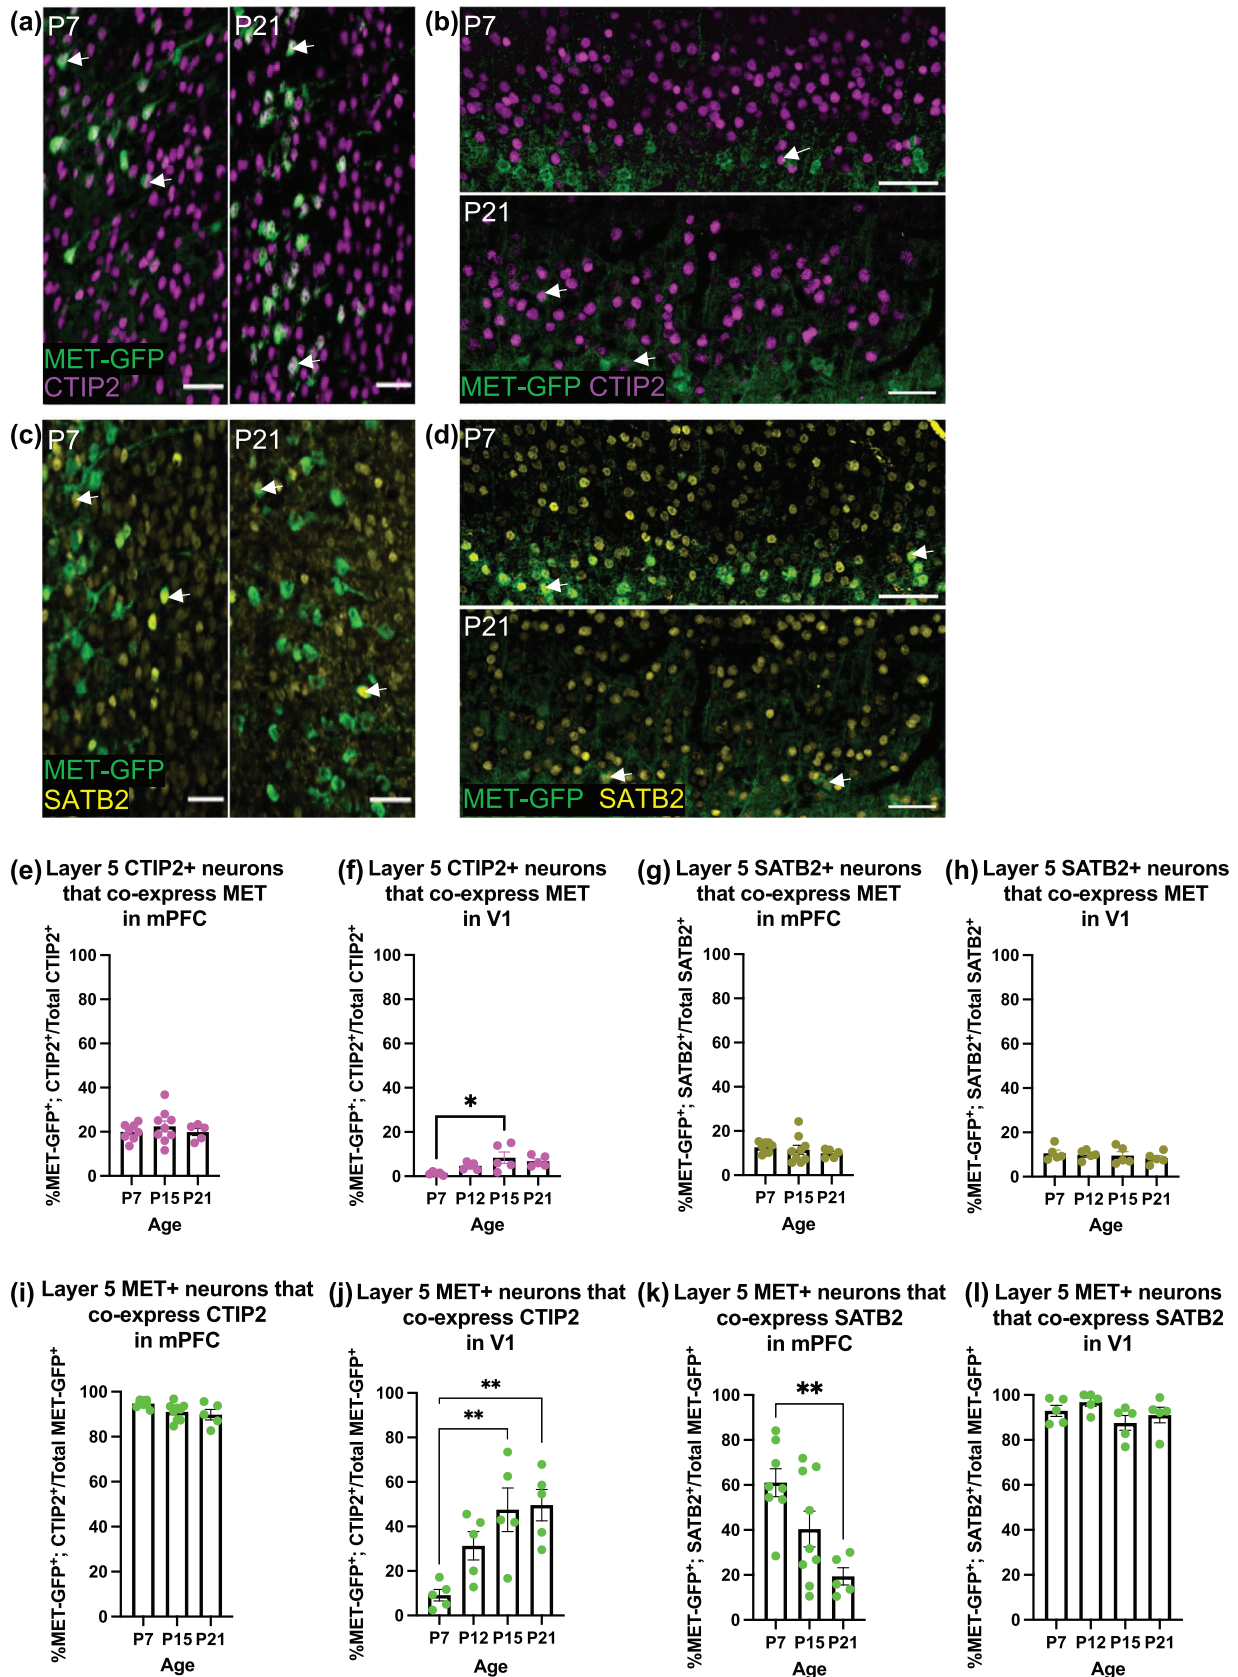 (a) P7 P21 (b) P7
P21
MET-GFP
CTIP2
MET-GFP CTIP2
(c) P7 P21 (d) P7
P21
MET-GFP
SATB2
MET-GFP SATB2
(e) Layer 5 CTIP2+ neurons
that co-express MET
in mPFC
%MET-GFP⁺; CTIP2⁺/Total CTIP2⁺
100
80
60
40
20
0
P7 P15 P21
Age
(f) Layer 5 CTIP2+ neurons
that co-express MET
in V1
%MET-GFP⁺; CTIP2⁺/Total CTIP2⁺
100
80
60
40
20
0
*
P7 P12 P15 P21
Age
(g) Layer 5 SATB2+ neurons
that co-express MET
in mPFC
%MET-GFP⁺; SATB2⁺/Total SATB2⁺
100
80
60
40
20
0
P7 P15 P21
Age
(h) Layer 5 SATB2+ neurons
that co-express MET
in V1
%MET-GFP⁺; SATB2⁺/Total SATB2⁺
100
80
60
40
20
0
P7 P12 P15 P21
Age
(i) Layer 5 MET+ neurons that
co-express CTIP2
in mPFC
%MET-GFP⁺; CTIP2⁺/Total MET-GFP⁺
100
80
60
40
20
0
P7 P15 P21
Age
(j) Layer 5 MET+ neurons that
co-express CTIP2
in V1
%MET-GFP⁺; CTIP2⁺/Total MET-GFP⁺
100
80
60
40
20
0
**
**
P7 P12 P15 P21
Age
(k) Layer 5 MET+ neurons that
co-express SATB2
in mPFC
%MET-GFP⁺; SATB2⁺/Total MET-GFP⁺
100
80
60
40
20
0
**
P7 P15 P21
Age
(l) Layer 5 MET+ neurons
that co-express SATB2
in V1
%MET-GFP⁺; SATB2⁺/Total MET-GFP⁺
100
80
60
40
20
0
P7 P12 P15 P21
Age